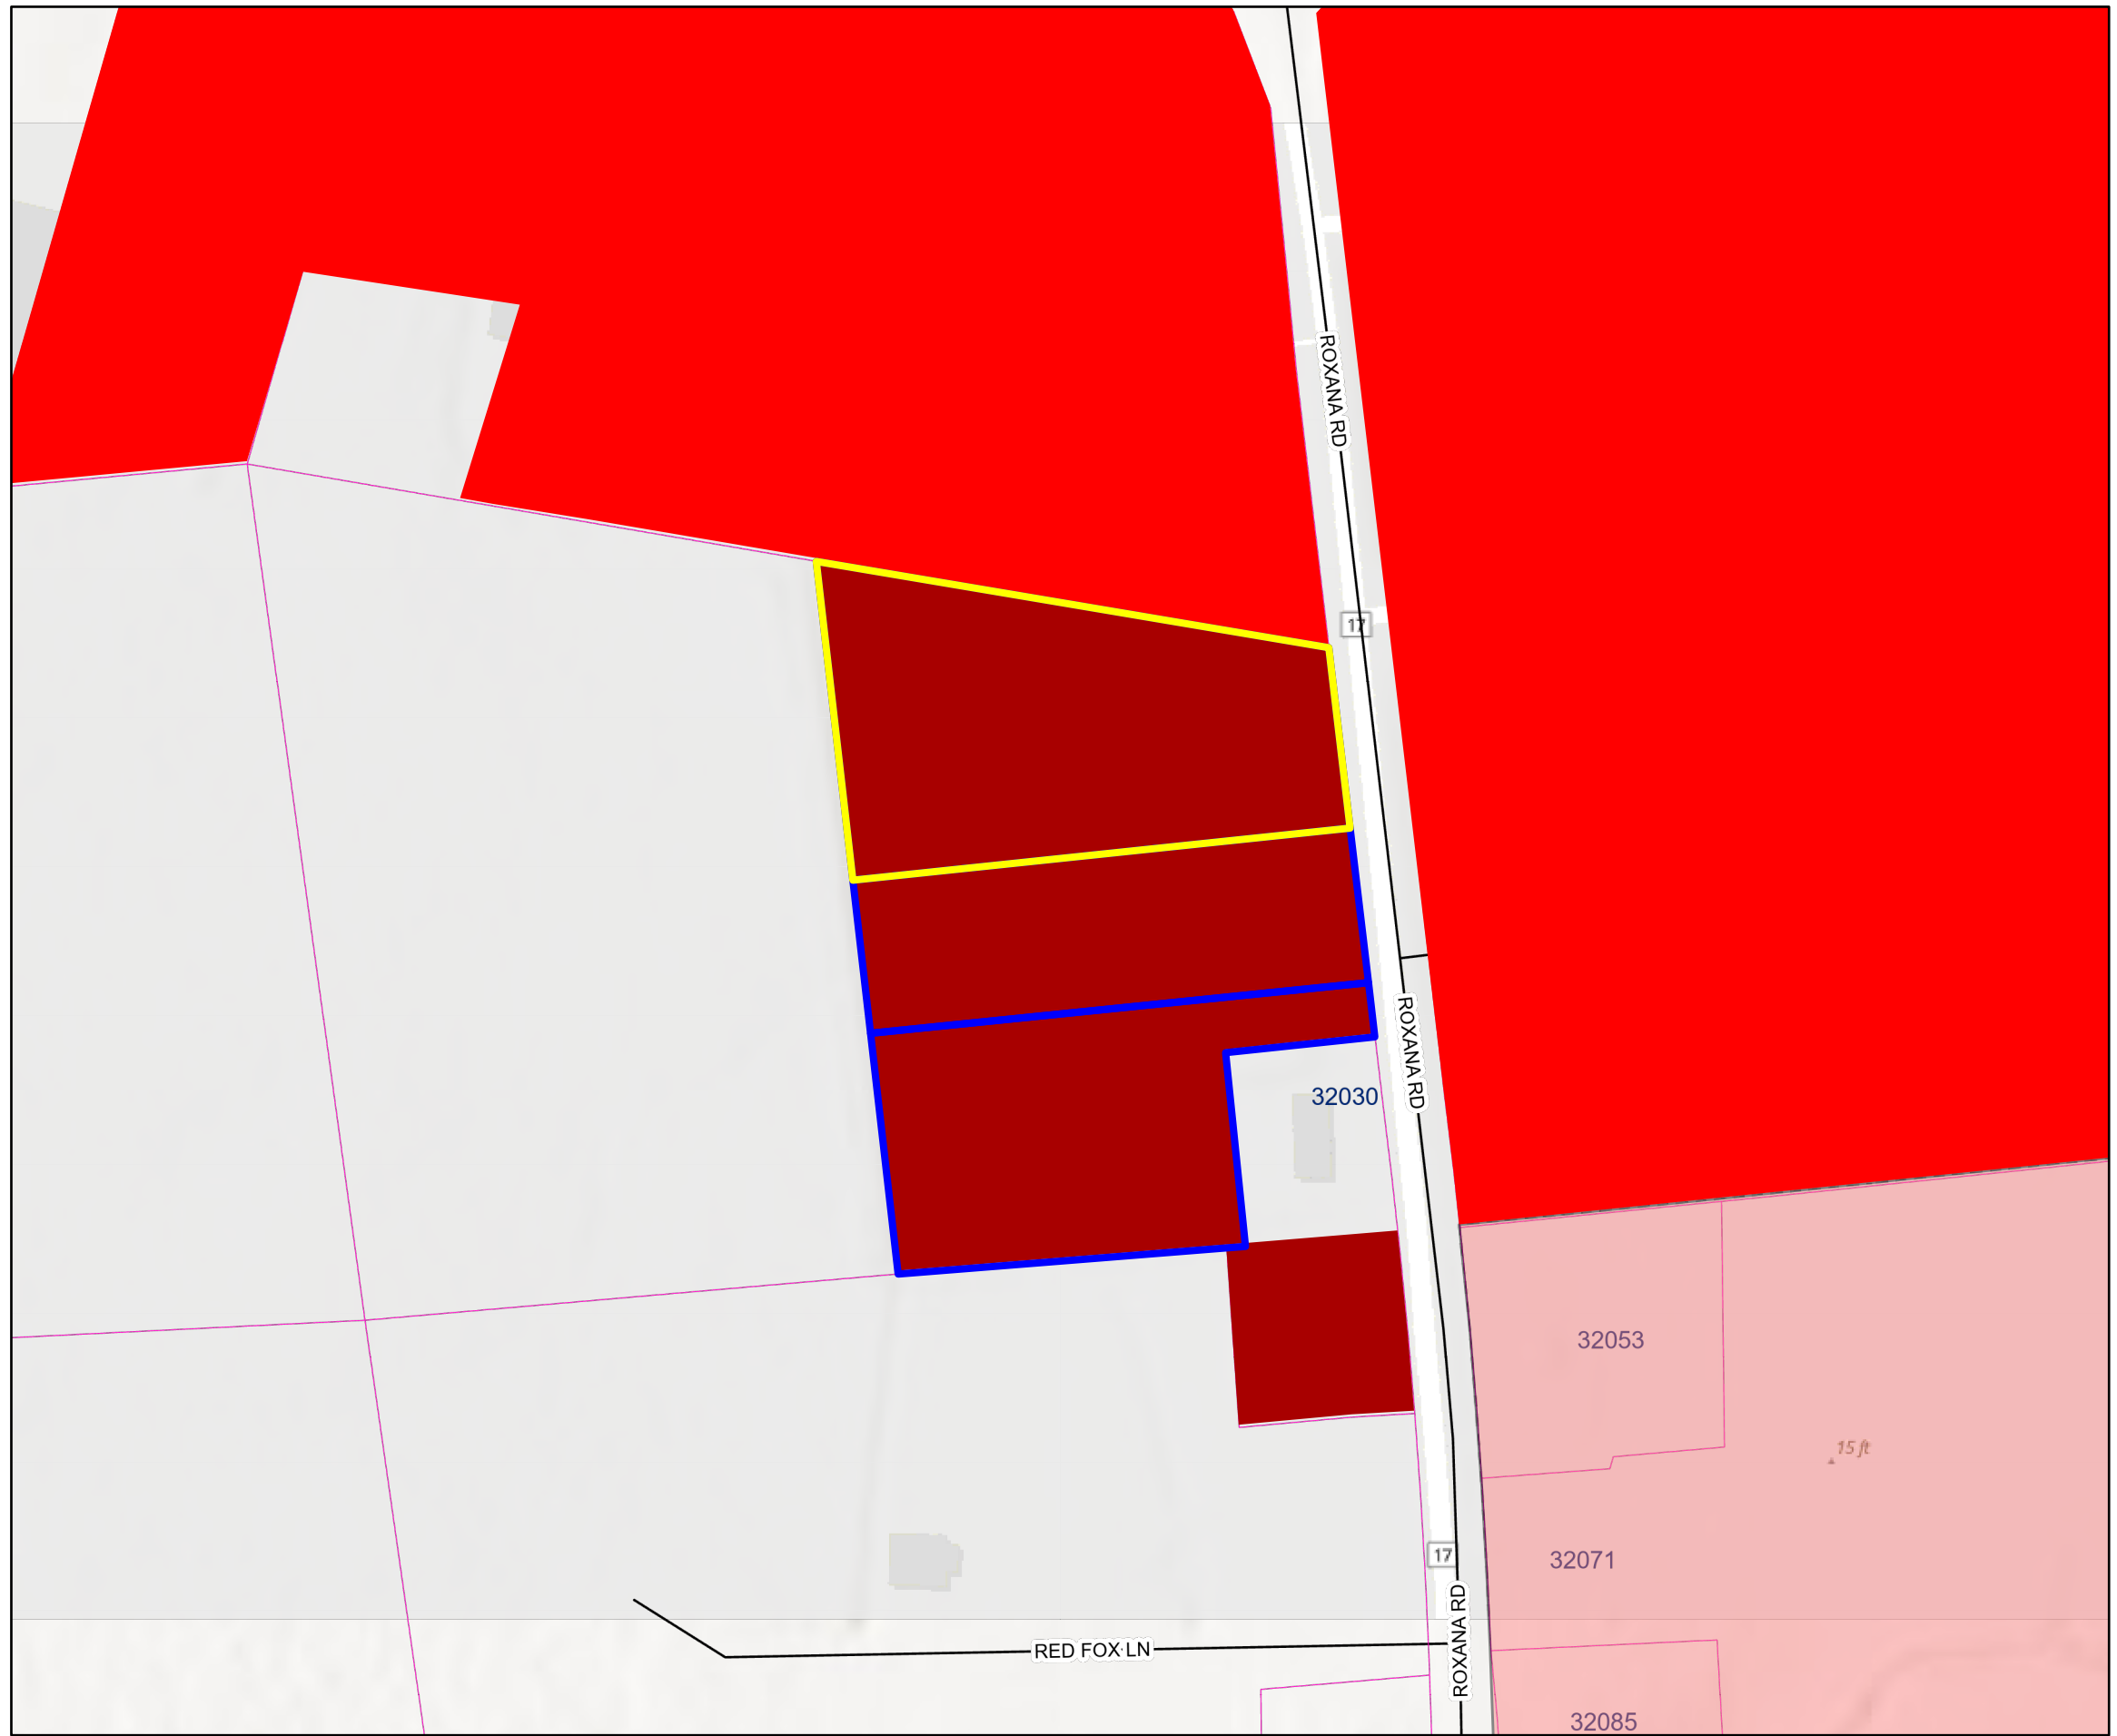 ROXANA RD
17
ROXANA RD
32030
32053
15 ft
17
32071
ROXANA RD
RED FOX LN
32085